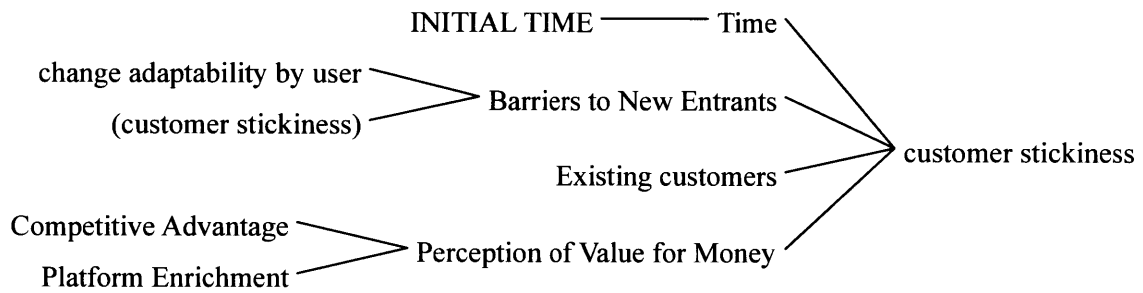 INITIAL TIME Time
change adaptability by user
Barriers to New Entrants
(customer stickiness)
customer stickiness
Existing customers
Competitive Advantage
Perception of Value for Money
Platform Enrichment